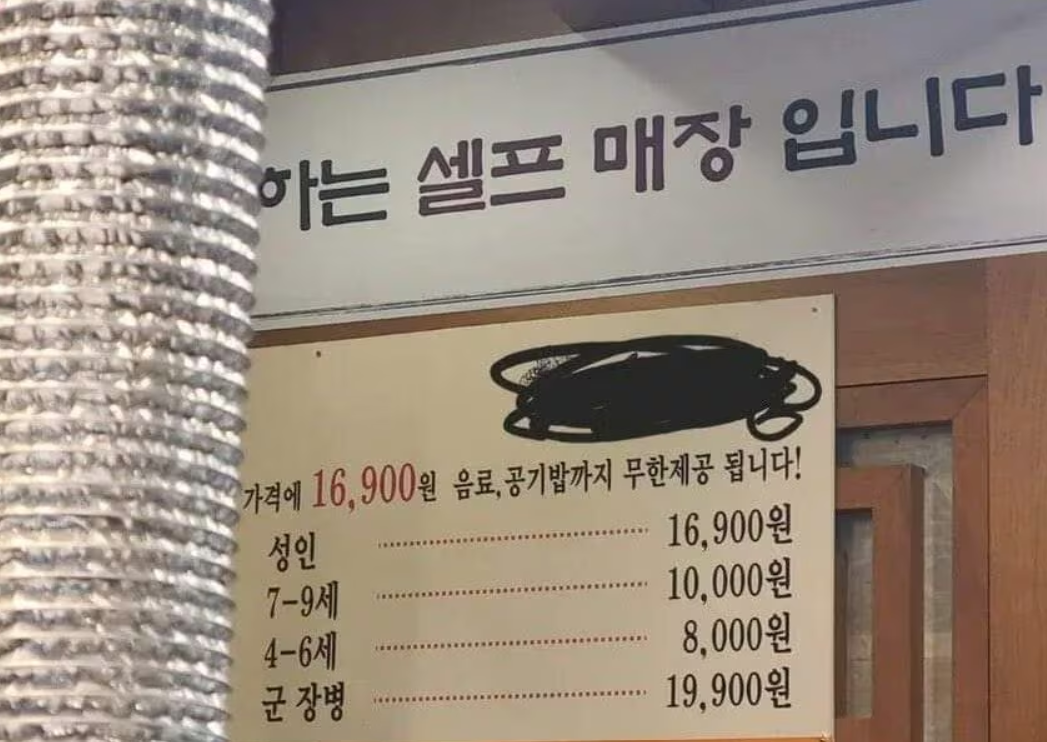 하는 셀프 매장 입니다
가격에 16,900원 음료,공기밥까지 무한제공 됩니다!
성인 16,900원
7-9세 10,000원
4-6세 8,000원
군 장병 19,900원